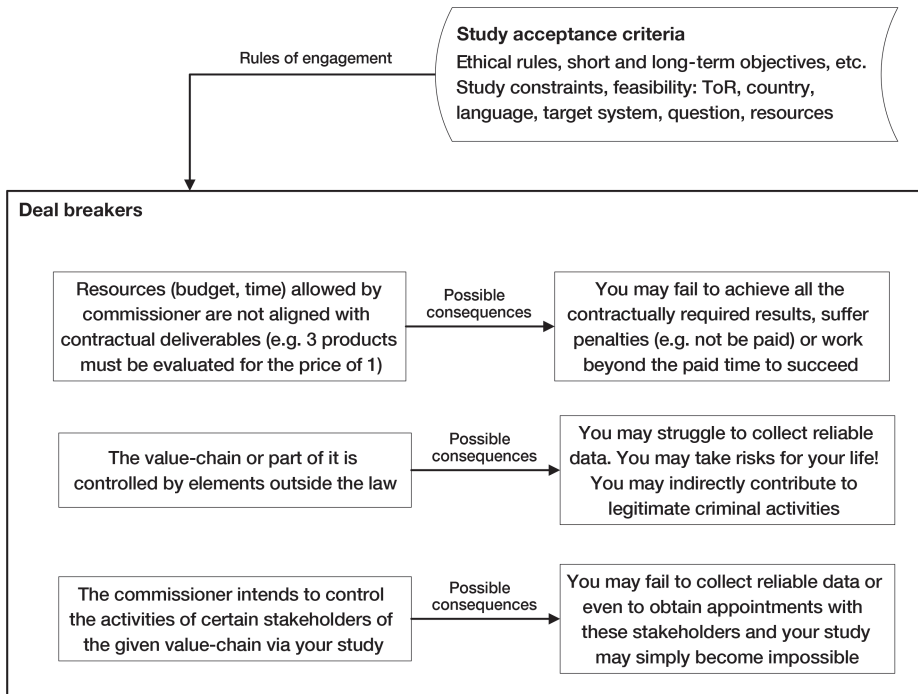 Study acceptance criteria
Ethical rules, short and long-term objectives, etc.
Study constraints, feasibility: ToR, country,
language, target system, question, resources
Rules of engagement
Deal breakers
Resources (budget, time) allowed by
commissioner are not aligned with
contractual deliverables (e.g. 3 products
must be evaluated for the price of 1)
Possible
consequences
You may fail to achieve all the
contractually required results, suffer
penalties (e.g. not be paid) or work
beyond the paid time to succeed
The value-chain or part of it is
controlled by elements outside the law
Possible
consequences
You may struggle to collect reliable
data. You may take risks for your life!
You may indirectly contribute to
legitimate criminal activities
The commissioner intends to control
the activities of certain stakeholders of
the given value-chain via your study
Possible
consequences
You may fail to collect reliable data or
even to obtain appointments with
these stakeholders and your study
may simply become impossible